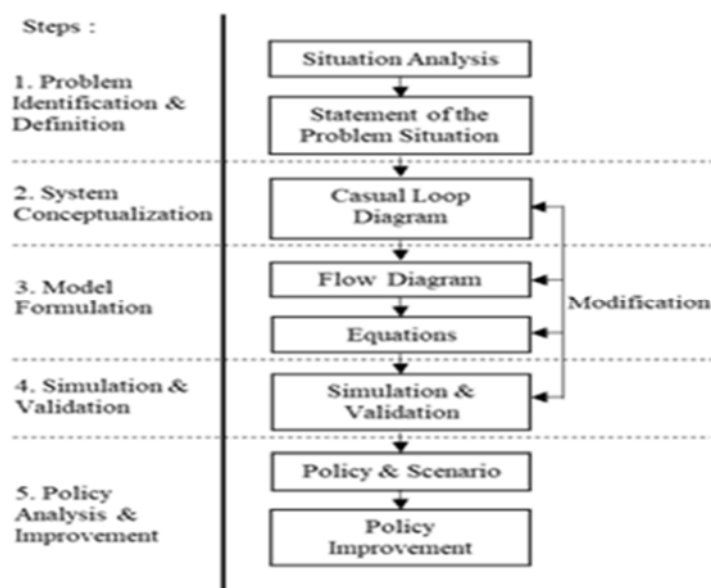 Steps :
1. Problem
Identification &
Definition
Situation Analysis
Statement of the
Problem Situation
2. System
Conceptualization
Casual Loop
Diagram
3. Model
Formulation
Flow Diagram
Equations
Modification
4. Simulation &
Validation
Simulation &
Validation
5. Policy
Analysis &
Improvement
Policy & Scenario
Policy
Improvement